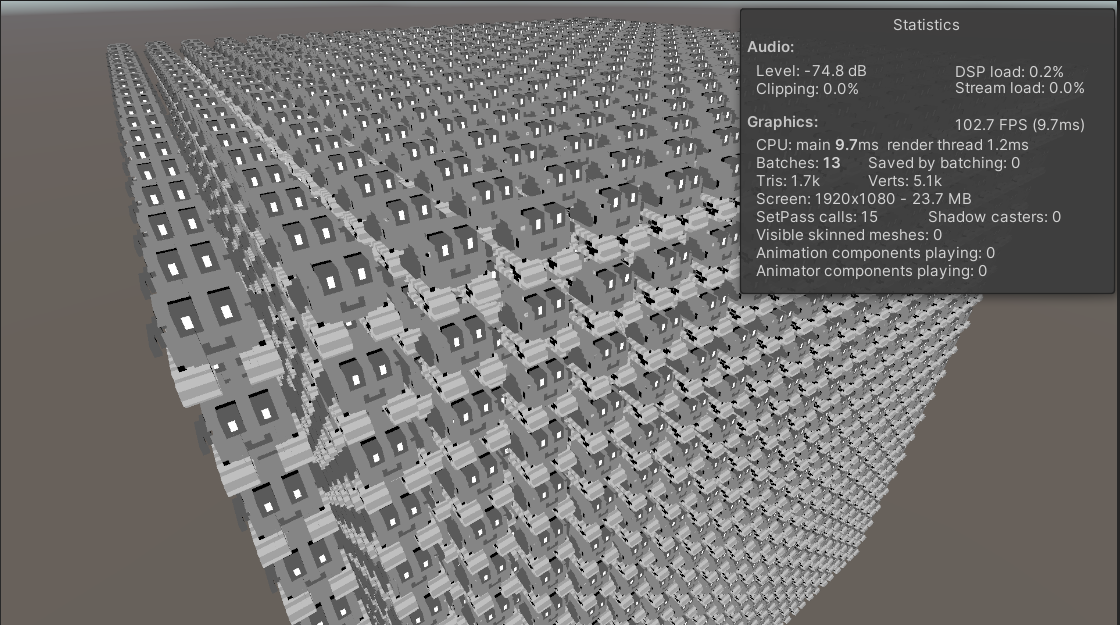 Statistics
Audio:
Level: -74.8 dB DSP load: 0.2%
Clipping: 0.0% Stream load: 0.0%
Graphics: 102.7 FPS (9.7ms)
CPU: main 9.7ms render thread 1.2ms
Batches: 13 Saved by batching: 0
Tris: 1.7k Verts: 5.1k
Screen: 1920x1080 - 23.7 MB
SetPass calls: 15 Shadow casters: 0
Visible skinned meshes: 0
Animation components playing: 0
Animator components playing: 0